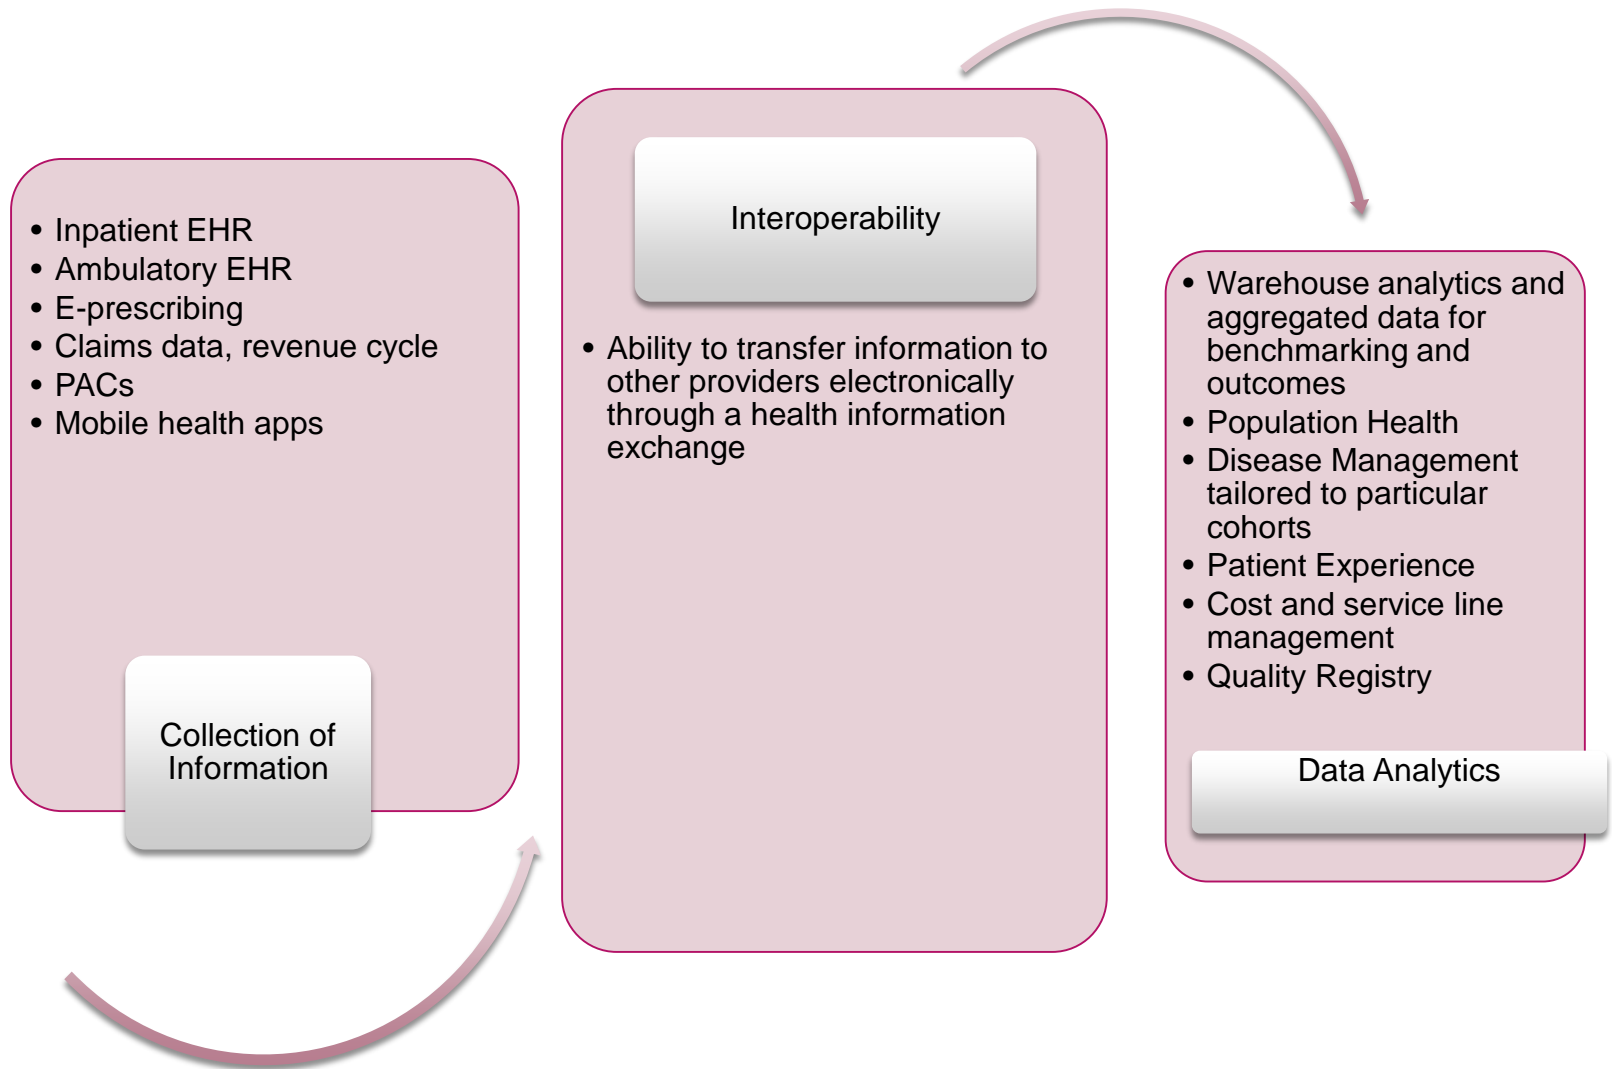 • Inpatient EHR
• Ambulatory EHR
• E-prescribing
• Claims data, revenue cycle
• PACs
• Mobile health apps
Collection of
Information
Interoperability
• Ability to transfer information to
other providers electronically
through a health information
exchange
• Warehouse analytics and
aggregated data for
benchmarking and
outcomes
• Population Health
• Disease Management
tailored to particular
cohorts
• Patient Experience
• Cost and service line
management
• Quality Registry
Data Analytics